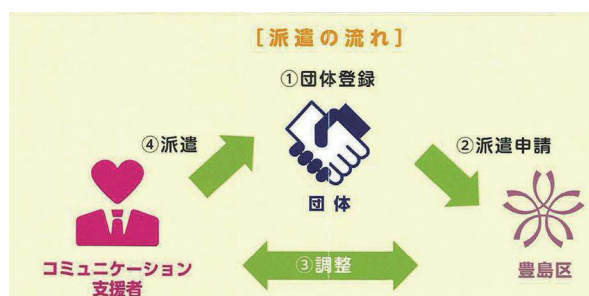 ［派遣の流れ］
①団体登録
④派遣
②派遣申請
団体
③調整
コミュニケーション
支援者
豊島区